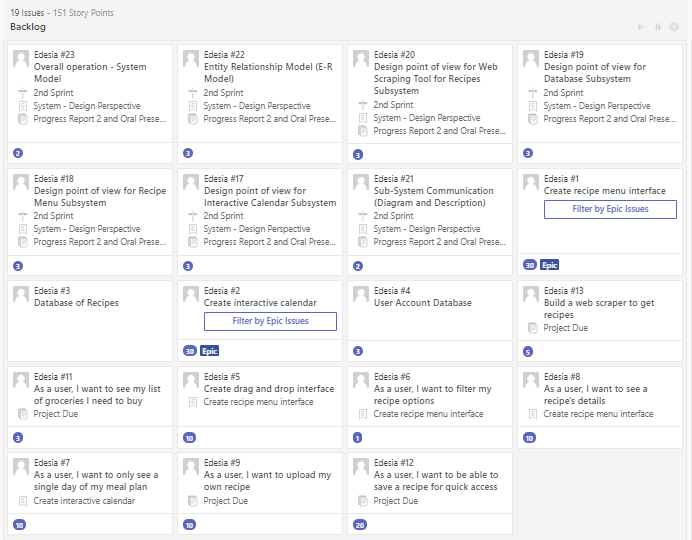 19 Issues - 151 Story Points
Backlog
Edesia #23
Overall operation - System
Model
2nd Sprint
System - Design Perspective
Progress Report 2 and Oral Prese...
2
Edesia #22
Entity Relationship Model (E-R
Model)
2nd Sprint
System - Design Perspective
Progress Report 2 and Oral Prese...
3
Edesia #20
Design point of view for Web
Scraping Tool for Recipes
Subsystem
2nd Sprint
System - Design Perspective
Progress Report 2 and Oral Prese...
3
Edesia #19
Design point of view for
Database Subsystem
2nd Sprint
System - Design Perspective
Progress Report 2 and Oral Prese...
3
Edesia #18
Design point of view for Recipe
Menu Subsystem
2nd Sprint
System - Design Perspective
Progress Report 2 and Oral Prese...
3
Edesia #17
Design point of view for
Interactive Calendar Subsystem
2nd Sprint
System - Design Perspective
Progress Report 2 and Oral Prese...
3
Edesia #21
Sub-System Communication
(Diagram and Description)
2nd Sprint
System - Design Perspective
Progress Report 2 and Oral Prese...
2
Edesia #1
Create recipe menu interface
Filter by Epic Issues
30 Epic
Edesia #3
Database of Recipes
Edesia #2
Create interactive calendar
Filter by Epic Issues
30 Epic
Edesia #4
User Account Database
3
Edesia #13
Build a web scraper to get
recipes
Project Due
5
Edesia #11
As a user, I want to see my list
of groceries I need to buy
Project Due
3
Edesia #5
Create drag and drop interface
Create recipe menu interface
10
Edesia #6
As a user, I want to filter my
recipe options
Create recipe menu interface
1
Edesia #8
As a user, I want to see a
recipe's details
Create recipe menu interface
10
Edesia #7
As a user, I want to only see a
single day of my meal plan
Create interactive calendar
10
Edesia #9
As a user, I want to upload my
own recipe
Project Due
10
Edesia #12
As a user, I want to be able to
save a recipe for quick access
Project Due
20